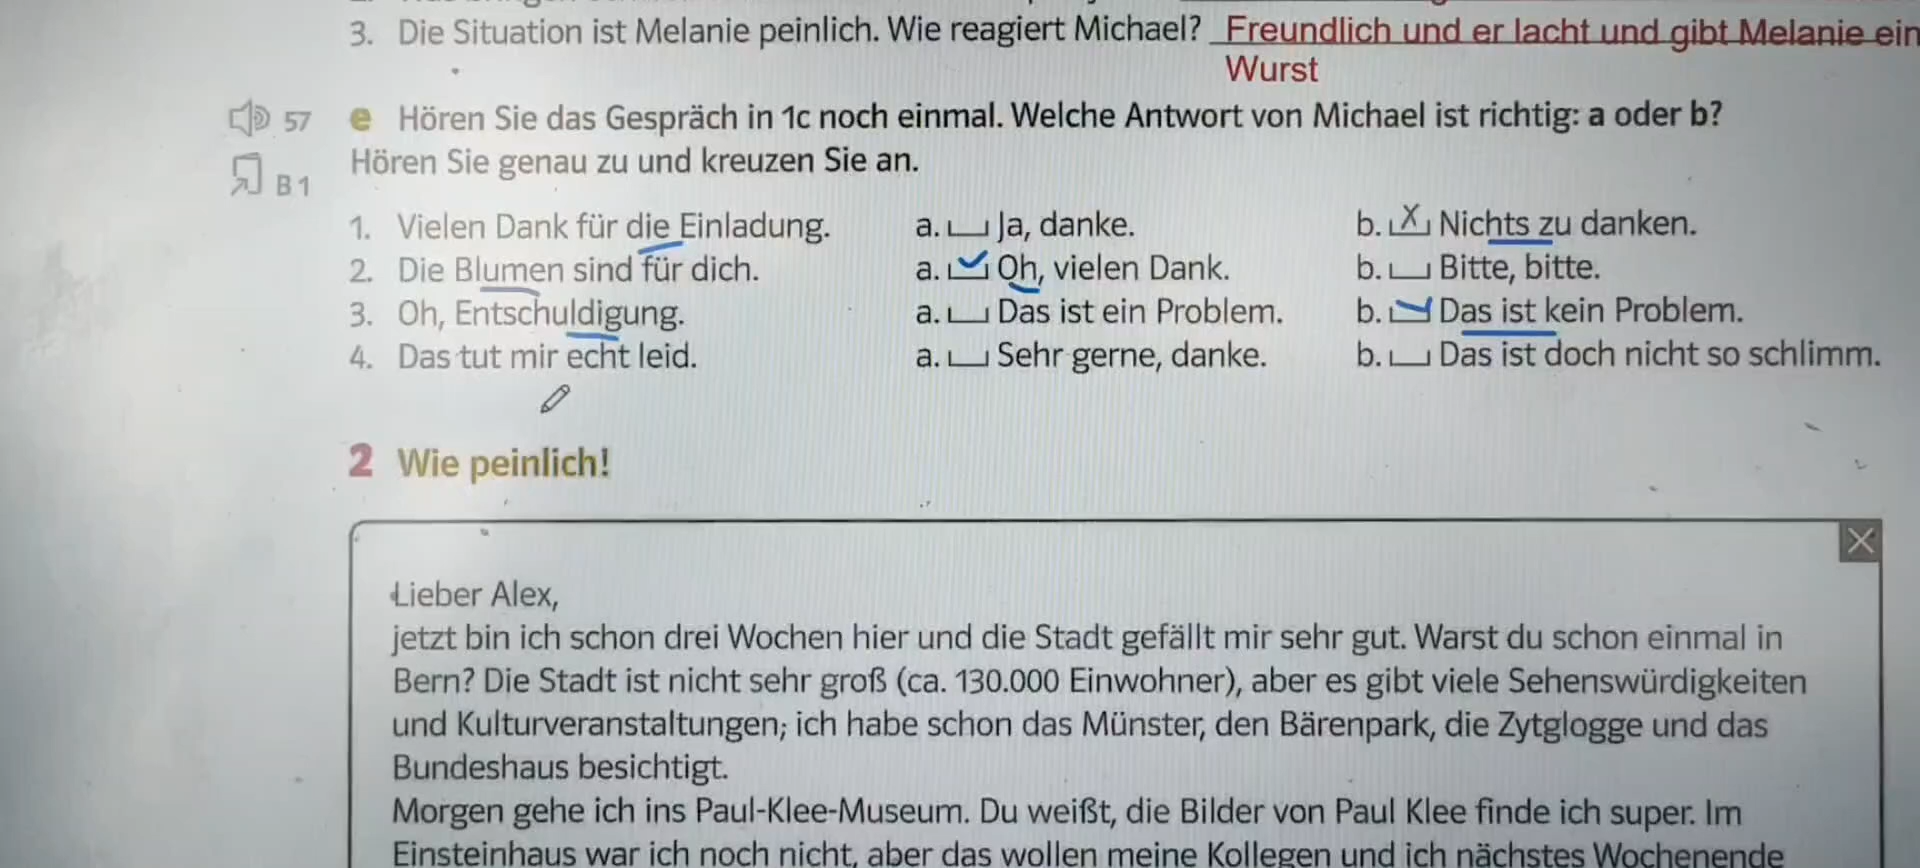 3. Die Situation ist Melanie peinlich. Wie reagiert Michael? Freundlich und er lacht und gibt Melanie ein
Wurst
57 e Hören Sie das Gespräch in 1c noch einmal. Welche Antwort von Michael ist richtig: a oder b?
B 1 Hören Sie genau zu und kreuzen Sie an.
1. Vielen Dank für die Einladung. a. Ja, danke. b. X Nichts zu danken.
2. Die Blumen sind für dich. a. ✓ Oh, vielen Dank. b. Bitte, bitte.
3. Oh, Entschuldigung. a. Das ist ein Problem. b. ✓ Das ist kein Problem.
4. Das tut mir echt leid. a. Sehr gerne, danke. b. Das ist doch nicht so schlimm.
2 Wie peinlich!
Lieber Alex,
jetzt bin ich schon drei Wochen hier und die Stadt gefällt mir sehr gut. Warst du schon einmal in
Bern? Die Stadt ist nicht sehr groß (ca. 130.000 Einwohner), aber es gibt viele Sehenswürdigkeiten
und Kulturveranstaltungen; ich habe schon das Münster, den Bärenpark, die Zytglogge und das
Bundeshaus besichtigt.
Morgen gehe ich ins Paul-Klee-Museum. Du weißt, die Bilder von Paul Klee finde ich super. Im
Einsteinhaus war ich noch nicht, aber das wollen meine Kollegen und ich nächstes Wochenende